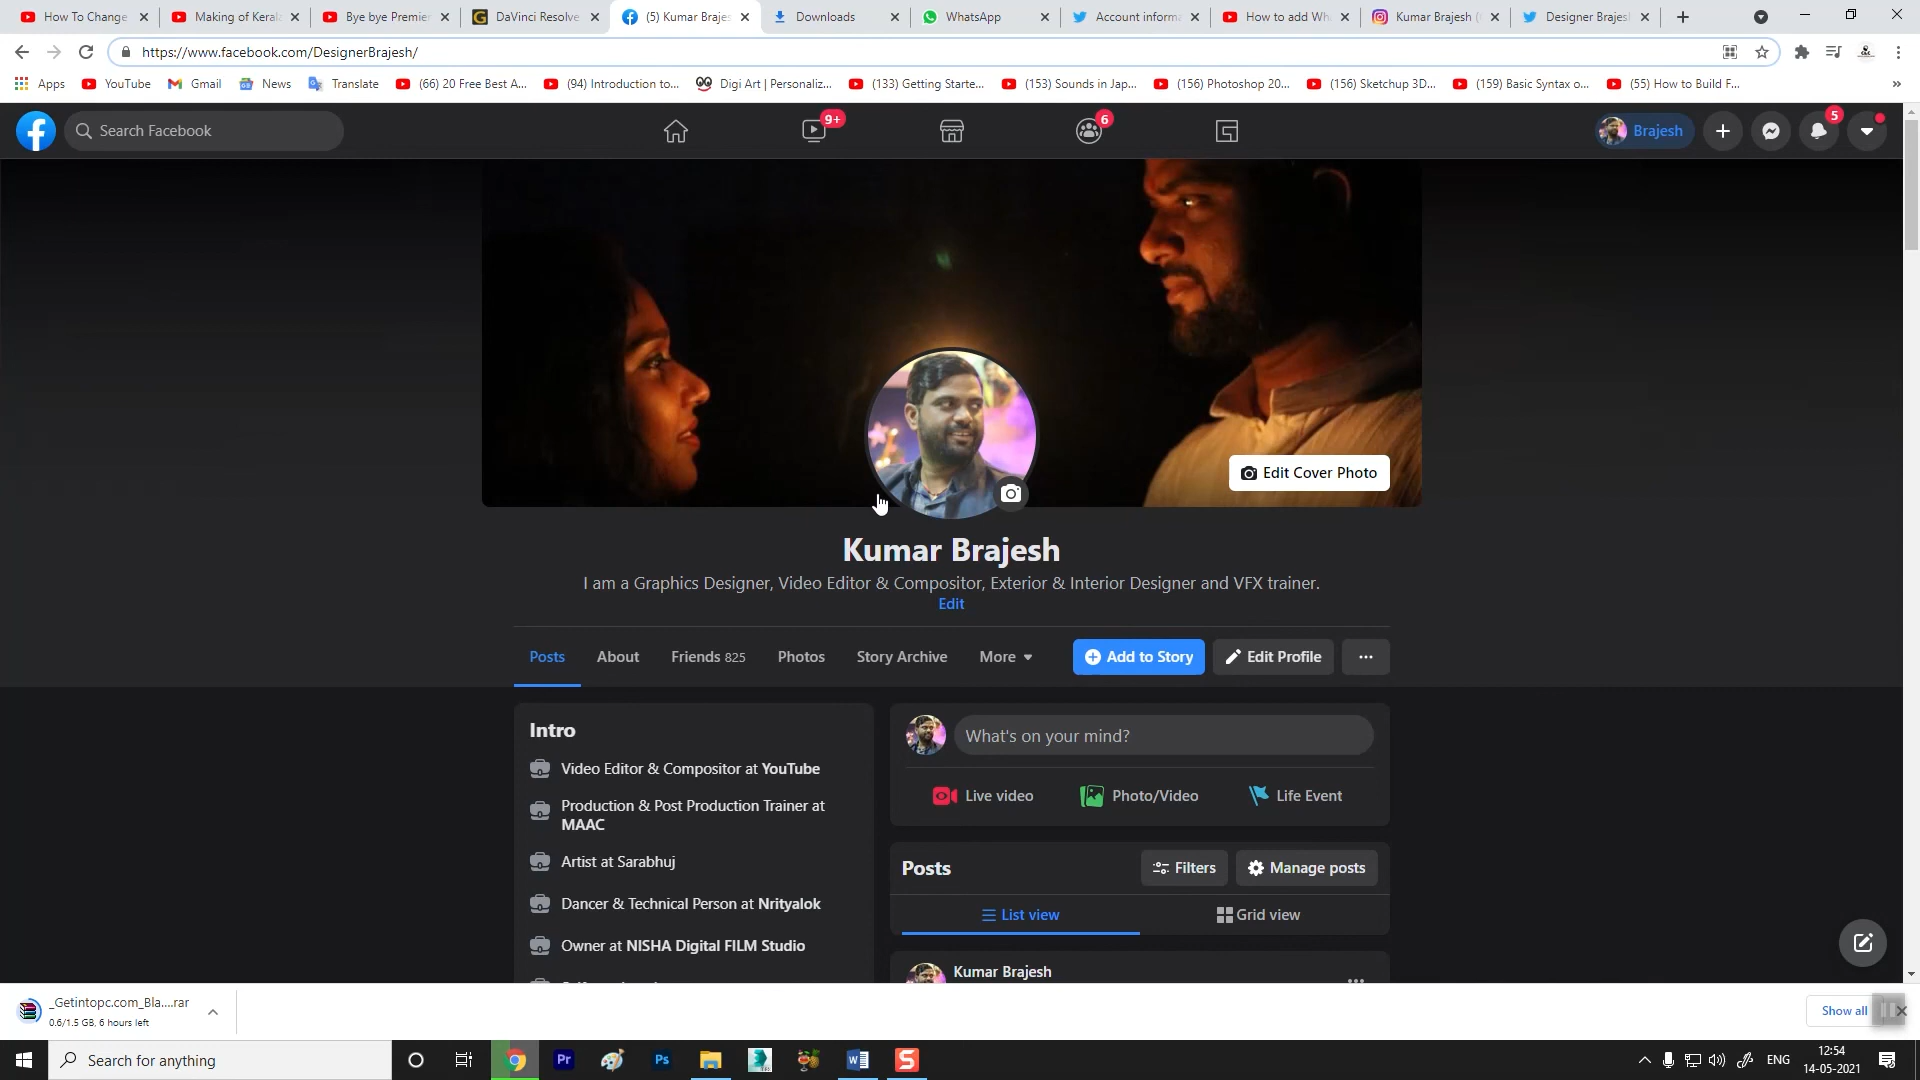 How To Change
Making of Kerala
Bye bye Premier
DaVinci Resolve
(5) Kumar Brajes
Downloads
WhatsApp
Account informa
How to add Wh
Kumar Brajesh (
Designer Brajes
https://www.facebook.com/DesignerBrajesh/
Apps
YouTube
Gmail
News
Translate
(66) 20 Free Best A...
(94) Introduction to...
Digi Art | Personaliz...
(133) Getting Starte...
(153) Sounds in Jap...
(156) Photoshop 20...
(156) Sketchup 3D...
(159) Basic Syntax o...
(55) How to Build F...
Search Facebook
9+
6
Brajesh
5
Edit Cover Photo
Kumar Brajesh
I am a Graphics Designer, Video Editor & Compositor, Exterior & Interior Designer and VFX trainer.
Edit
Posts
About
Friends 825
Photos
Story Archive
More
Add to Story
Edit Profile
Intro
Video Editor & Compositor at YouTube
Production & Post Production Trainer at
MAAC
Artist at Sarabhuj
Dancer & Technical Person at Nrityalok
Owner at NISHA Digital FILM Studio
What's on your mind?
Live video
Photo/Video
Life Event
Posts
Filters
Manage posts
List view
Grid view
Kumar Brajesh
_Getintopc.com_Bla....rar
0.6/1.5 GB, 6 hours left
Show all
Search for anything
Pr
Ps
ENG
12:54
14-05-2021